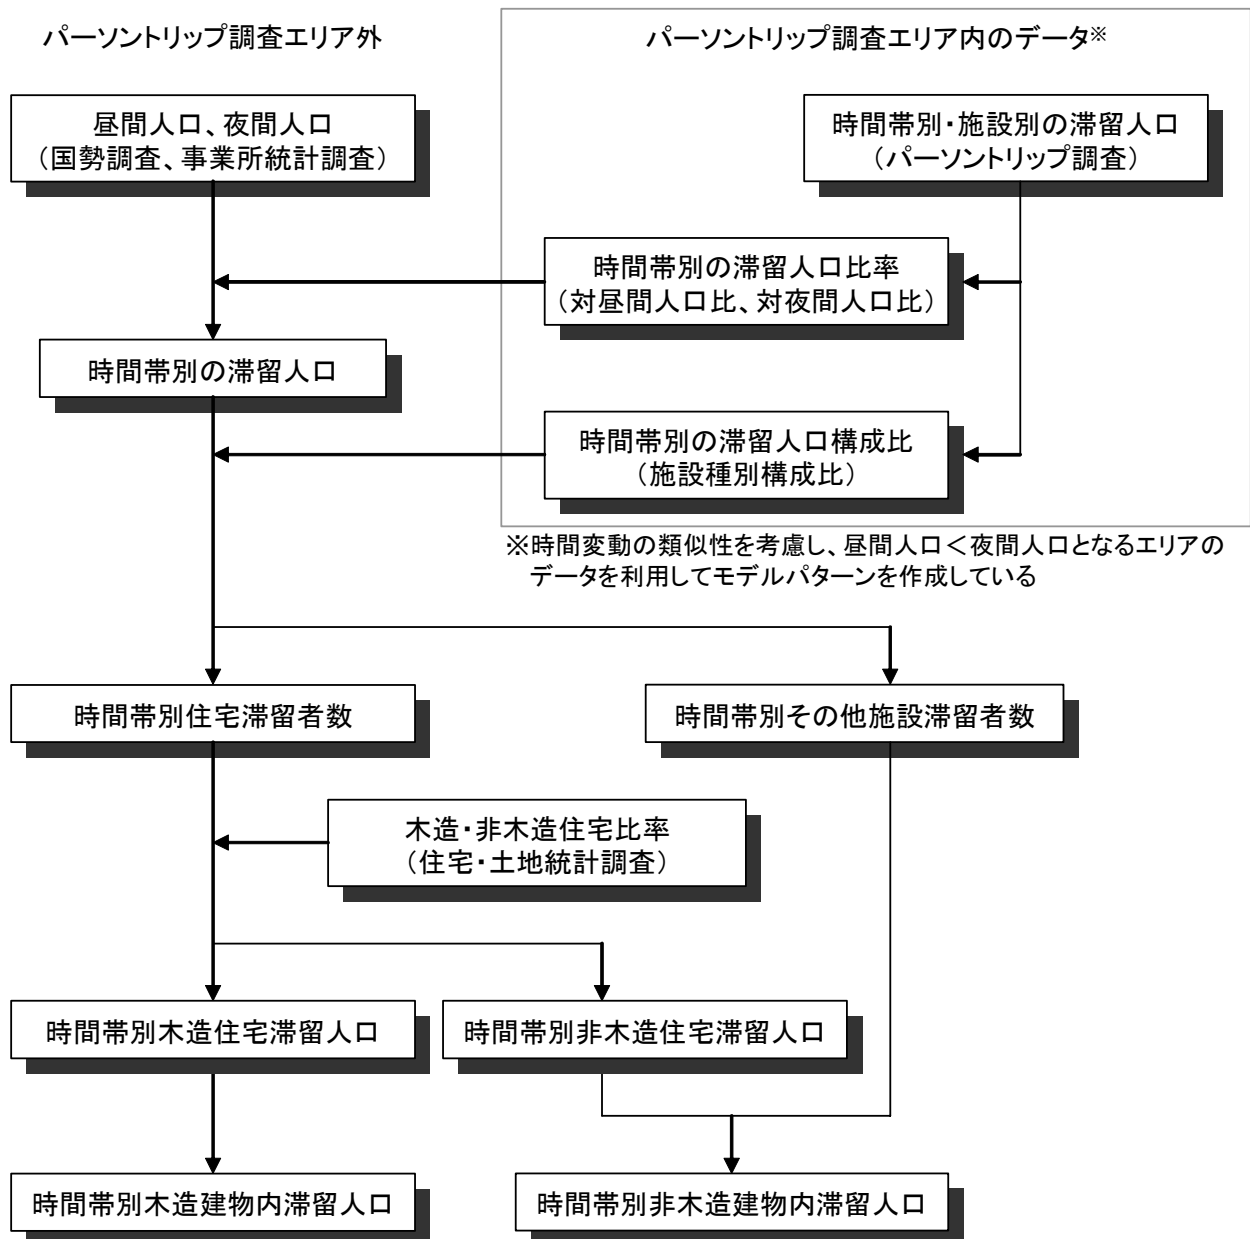 パーソントリップ調査エリア外
パーソントリップ調査エリア内のデータ※
昼間人口、夜間人口
（国勢調査、事業所統計調査）
時間帯別・施設別の滞留人口
（パーソントリップ調査）
時間帯別の滞留人口比率
（対昼間人口比、対夜間人口比）
時間帯別の滞留人口
時間帯別の滞留人口構成比
（施設種別構成比）
※時間変動の類似性を考慮し、昼間人口＜夜間人口となるエリアの
データを利用してモデルパターンを作成している
時間帯別住宅滞留者数
時間帯別その他施設滞留者数
木造・非木造住宅比率
（住宅・土地統計調査）
時間帯別木造住宅滞留人口
時間帯別非木造住宅滞留人口
時間帯別木造建物内滞留人口
時間帯別非木造建物内滞留人口